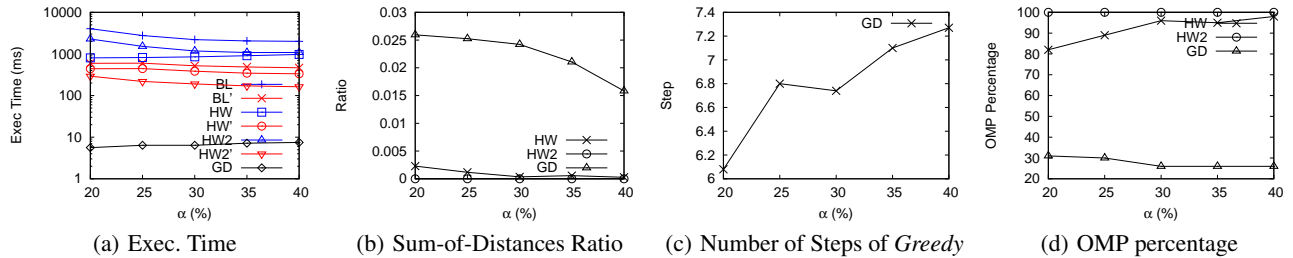 Exec Time (ms)
10000
1000
100
10
1
BL
BL'
HW
HW'
HW2
HW2'
GD
20 25 30 35 40
α (%)
(a) Exec. Time
Ratio
0.03
0.025
0.02
0.015
0.01
0.005
0
HW
HW2
GD
20 25 30 35 40
α (%)
(b) Sum-of-Distances Ratio
Step
7.4
7.2
7
6.8
6.6
6.4
6.2
6
GD
20 25 30 35 40
α (%)
(c) Number of Steps of Greedy
OMP Percentage
100
90
80
70
60
50
40
30
20
HW
HW2
GD
20 25 30 35 40
α (%)
(d) OMP percentage